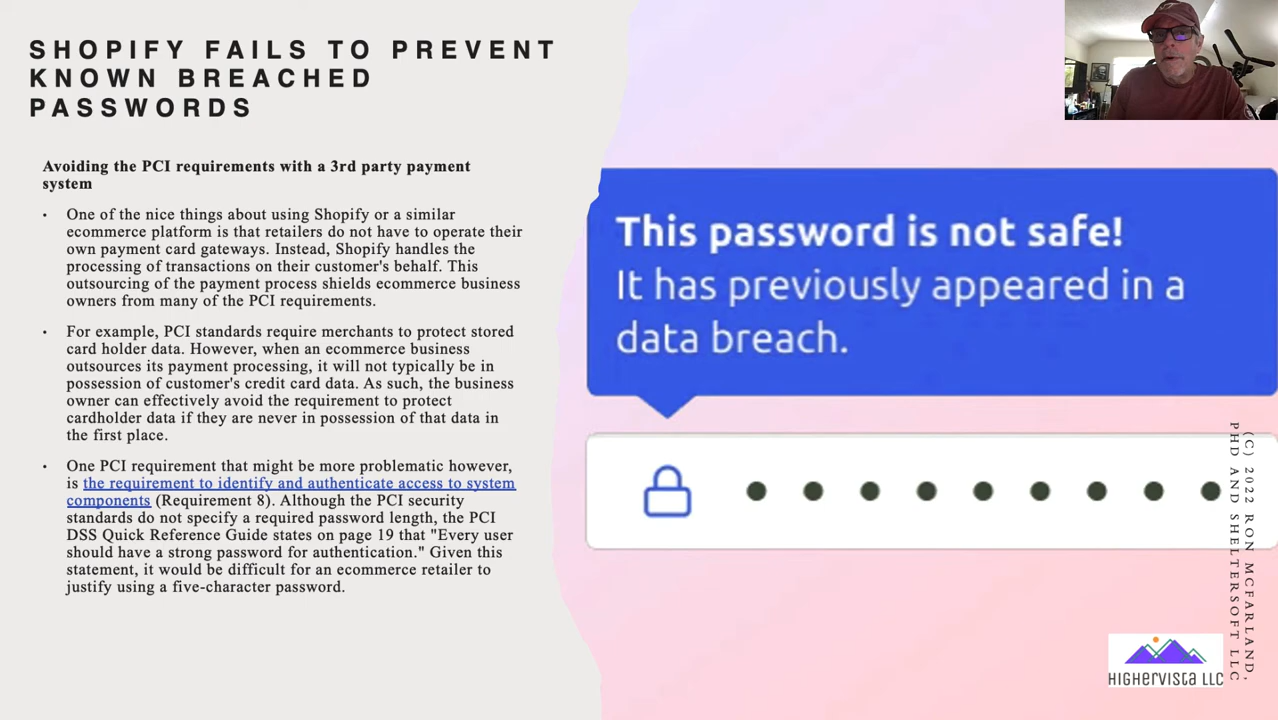 SHOPIFY FAILS TO PREVENT
KNOWN BREACHED
PASSWORDS
Avoiding the PCI requirements with a 3rd party payment
system
• One of the nice things about using Shopify or a similar
ecommerce platform is that retailers do not have to operate their
own payment card gateways. Instead, Shopify handles the
processing of transactions on their customer's behalf. This
outsourcing of the payment process shields ecommerce business
owners from many of the PCI requirements.
• For example, PCI standards require merchants to protect stored
card holder data. However, when an ecommerce business
outsources its payment processing, it will not typically be in
possession of customer's credit card data. As such, the business
owner can effectively avoid the requirement to protect
cardholder data if they are never in possession of that data in
the first place.
• One PCI requirement that might be more problematic however,
is the requirement to identify and authenticate access to system
components (Requirement 8). Although the PCI security
standards do not specify a required password length, the PCI
DSS Quick Reference Guide states on page 19 that "Every user
should have a strong password for authentication." Given this
statement, it would be difficult for an ecommerce retailer to
justify using a five-character password.
This password is not safe!
It has previously appeared in a
data breach.
(C) 2022 RON MCFARLAND,
PHD AND SHELTERSOFT LLC
HIGHERVISTA LLC